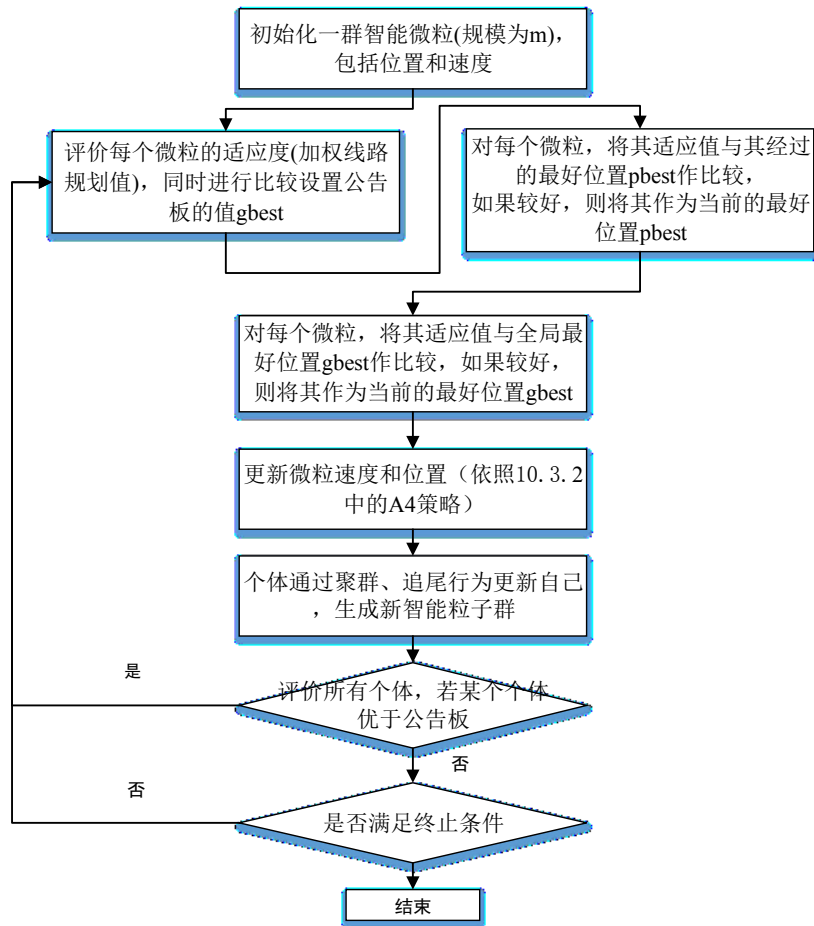 初始化一群智能微粒(规模为m),
包括位置和速度
评价每个微粒的适应度(加权线路
规划值)，同时进行比较设置公告
板的值gbest
对每个微粒，将其适应值与其经过
的最好位置pbest作比较，
如果较好，则将其作为当前的最好
位置pbest
对每个微粒，将其适应值与全局最
好位置gbest作比较，如果较好，
则将其作为当前的最好位置gbest
更新微粒速度和位置（依照10.3.2
中的A4策略）
个体通过聚群、追尾行为更新自己
，生成新智能粒子群
是
评价所有个体，若某个个体
优于公告板
否
否
是否满足终止条件
结束